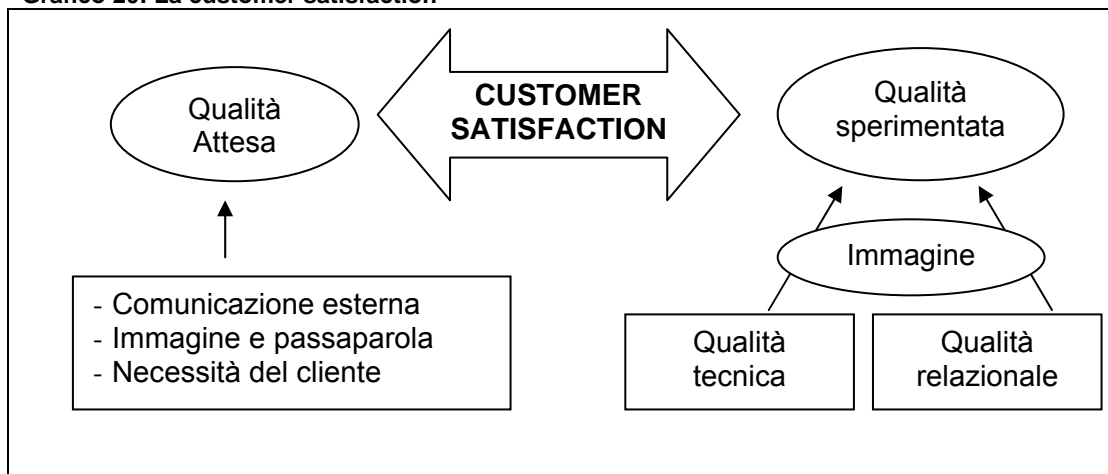 Grafico La customer satisfaction
Qualità
Attesa
CUSTOMER
SATISFACTION
Qualità
sperimentata
Immagine
- Comunicazione esterna
- Immagine e passaparola
- Necessità del cliente
Qualità
tecnica
Qualità
relazionale